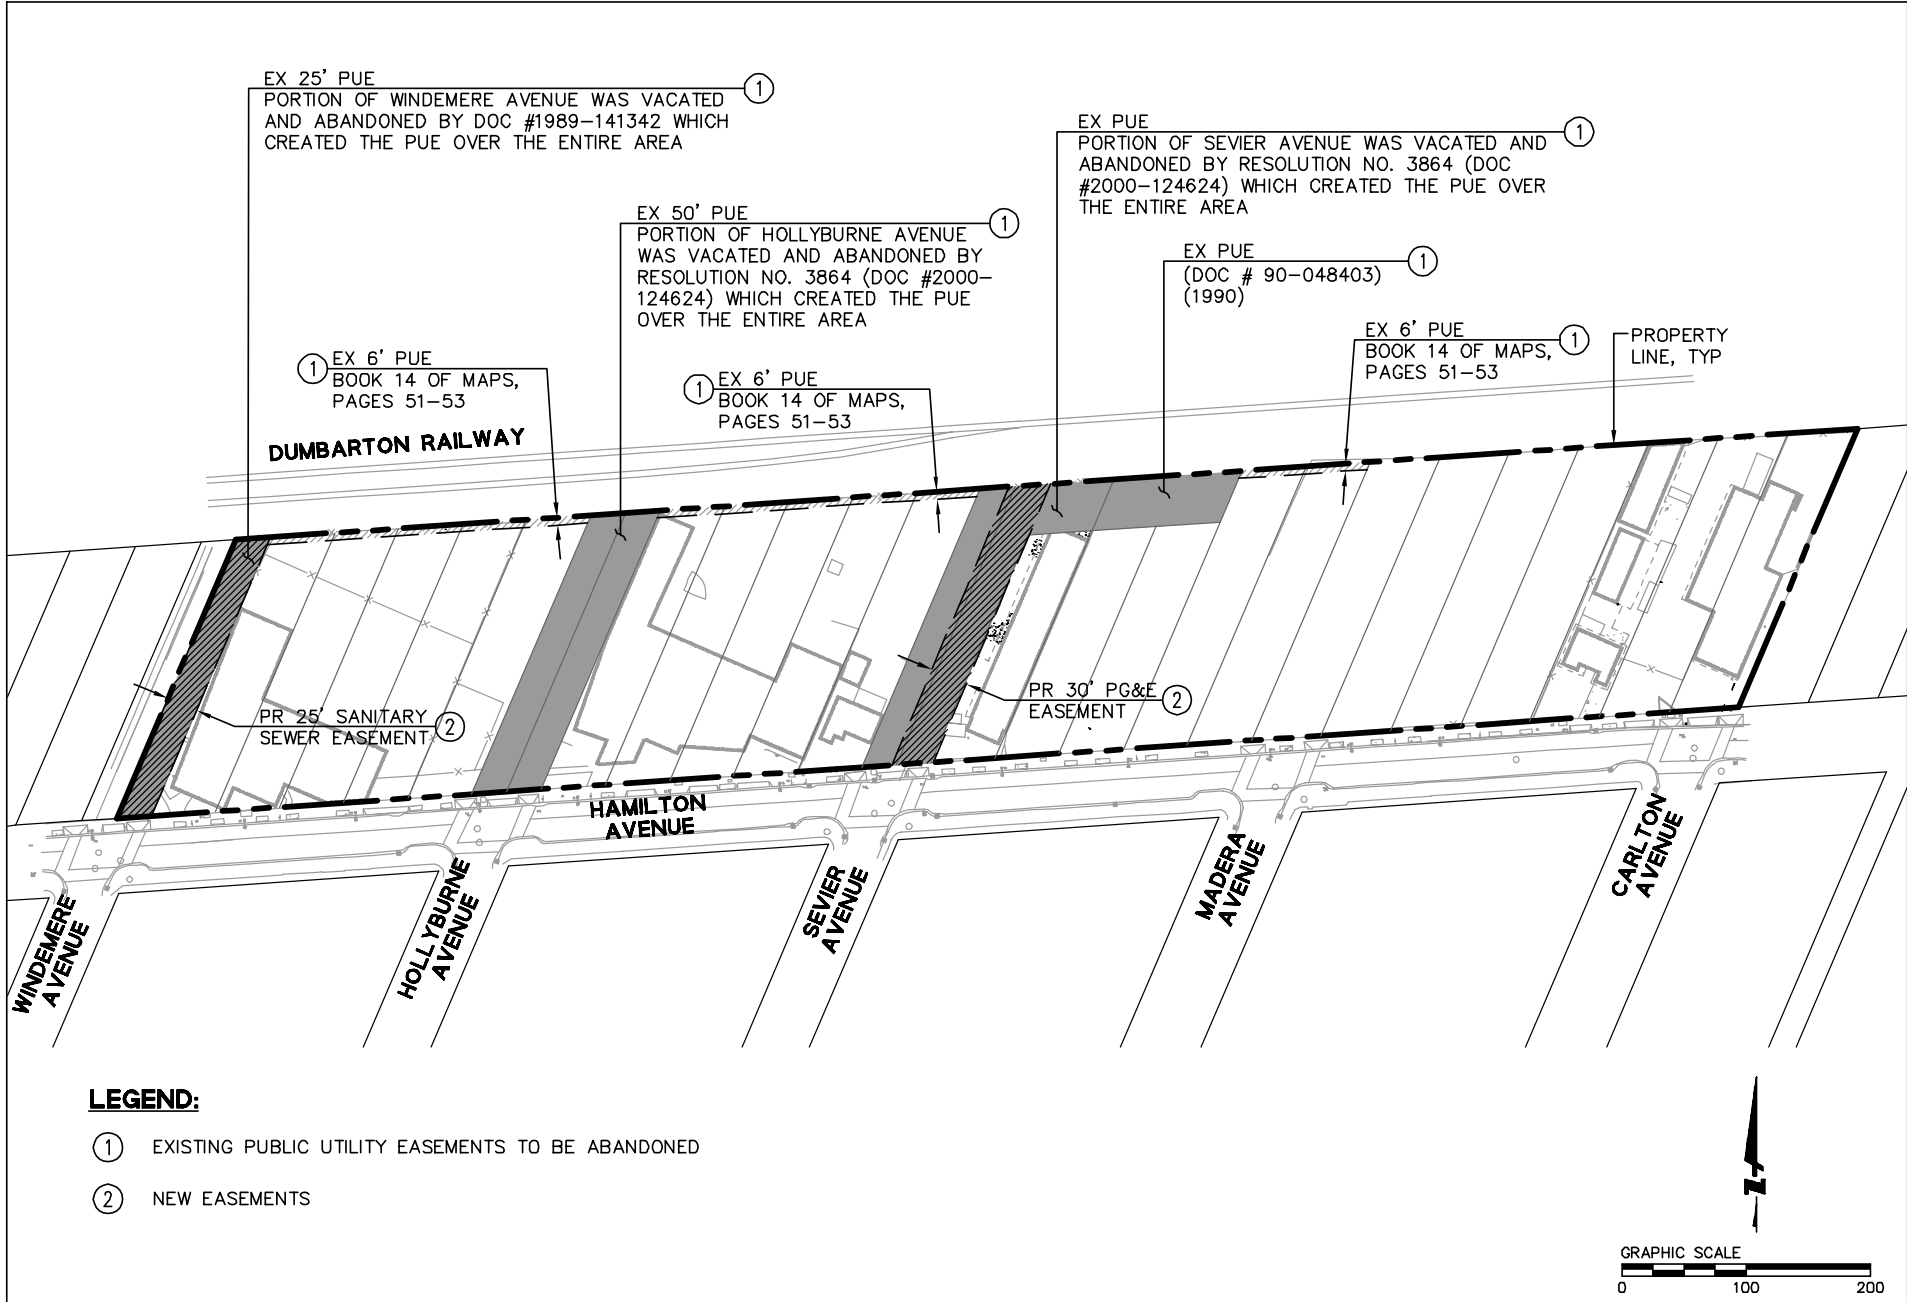 EX 25' PUE
PORTION OF WINDEMERE AVENUE WAS VACATED
AND ABANDONED BY DOC #1989-141342 WHICH
CREATED THE PUE OVER THE ENTIRE AREA
1
EX PUE
PORTION OF SEVIER AVENUE WAS VACATED AND
ABANDONED BY RESOLUTION NO. 3864 (DOC
#2000-124624) WHICH CREATED THE PUE OVER
THE ENTIRE AREA
1
EX 50' PUE
PORTION OF HOLLYBURNE AVENUE
WAS VACATED AND ABANDONED BY
RESOLUTION NO. 3864 (DOC #2000-
124624) WHICH CREATED THE PUE
OVER THE ENTIRE AREA
1
EX PUE
(DOC # 90-048403)
(1990)
1
1
EX 6' PUE
BOOK 14 OF MAPS,
PAGES 51-53
1
EX 6' PUE
BOOK 14 OF MAPS,
PAGES 51-53
EX 6' PUE
BOOK 14 OF MAPS,
PAGES 51-53
1
PROPERTY
LINE, TYP
DUMBARTON RAILWAY
PR 25' SANITARY
SEWER EASEMENT
2
PR 30' PG&E
EASEMENT
2
HAMILTON
AVENUE
WINDEMERE
AVENUE
HOLLYBURNE
AVENUE
SEVIER
AVENUE
MADERA
AVENUE
CARLTON
AVENUE
LEGEND:
1 EXISTING PUBLIC UTILITY EASEMENTS TO BE ABANDONED
2 NEW EASEMENTS
Z
GRAPHIC SCALE
0 100 200